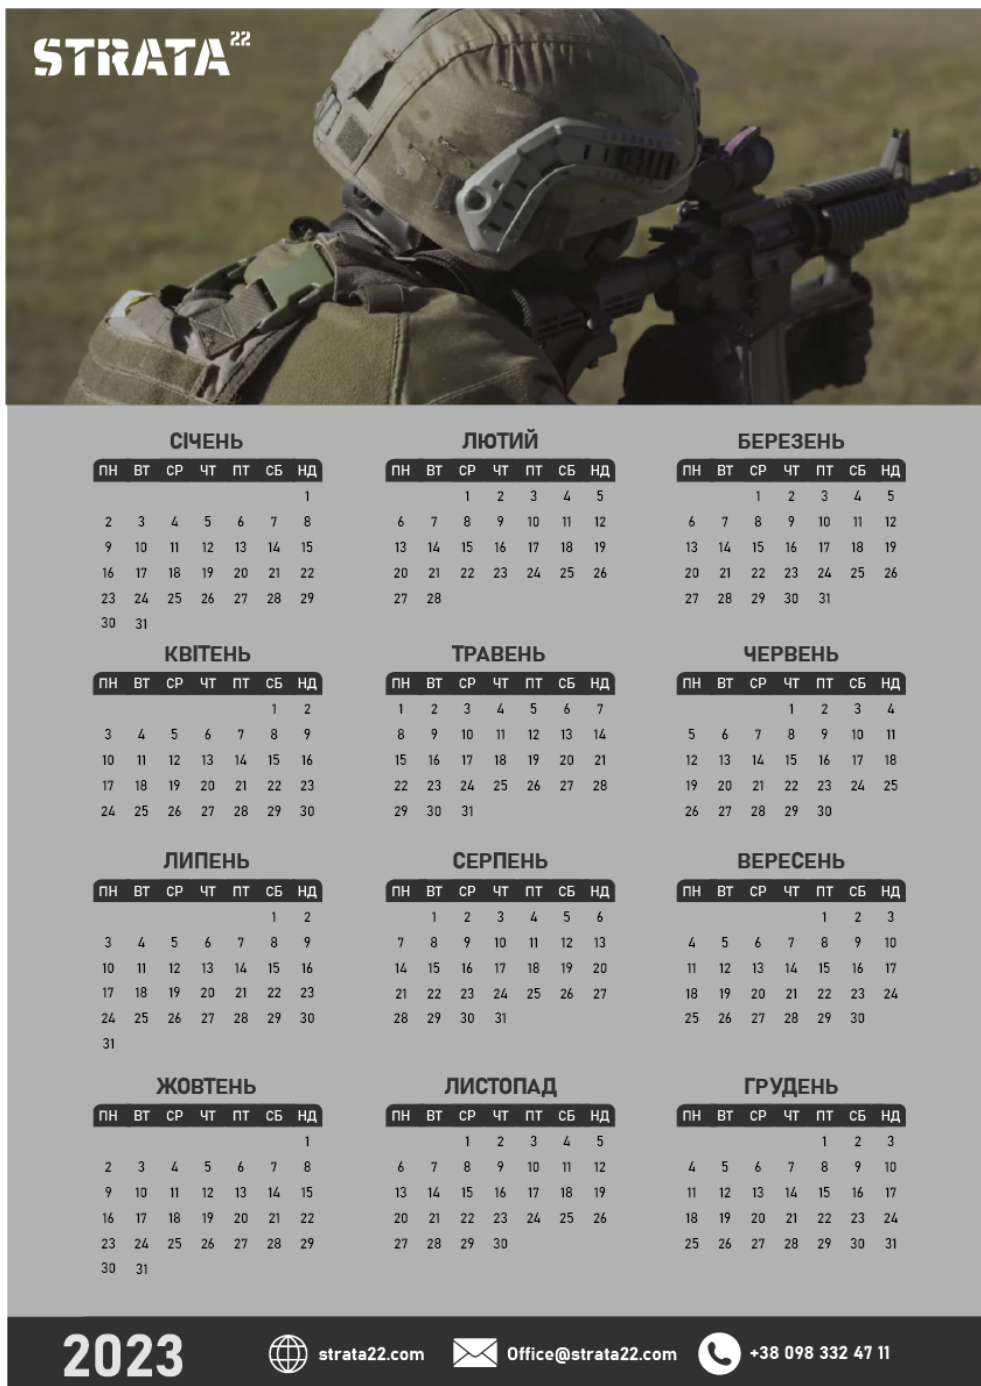 STRATA 22
СІЧЕНЬ ЛЮТИЙ БЕРЕЗЕНЬ
ПН ВТ СР ЧТ ПТ СБ НД ПН ВТ СР ЧТ ПТ СБ НД ПН ВТ СР ЧТ ПТ СБ НД
1 1 2 3 4 5 1 2 3 4 5
2 3 4 5 6 7 8 6 7 8 9 10 11 12 6 7 8 9 10 11 12
9 10 11 12 13 14 15 13 14 15 16 17 18 19 13 14 15 16 17 18 19
16 17 18 19 20 21 22 20 21 22 23 24 25 26 20 21 22 23 24 25 26
23 24 25 26 27 28 29 27 28 27 28 29 30 31
30 31
КВІТЕНЬ ТРАВЕНЬ ЧЕРВЕНЬ
ПН ВТ СР ЧТ ПТ СБ НД ПН ВТ СР ЧТ ПТ СБ НД ПН ВТ СР ЧТ ПТ СБ НД
1 2 1 2 3 4 5 6 7 1 2 3 4
3 4 5 6 7 8 9 8 9 10 11 12 13 14 5 6 7 8 9 10 11
10 11 12 13 14 15 16 15 16 17 18 19 20 21 12 13 14 15 16 17 18
17 18 19 20 21 22 23 22 23 24 25 26 27 28 19 20 21 22 23 24 25
24 25 26 27 28 29 30 29 30 31 26 27 28 29 30
ЛИПЕНЬ СЕРПЕНЬ ВЕРЕСЕНЬ
ПН ВТ СР ЧТ ПТ СБ НД ПН ВТ СР ЧТ ПТ СБ НД ПН ВТ СР ЧТ ПТ СБ НД
1 2 1 2 3 4 5 6 1 2 3
3 4 5 6 7 8 9 7 8 9 10 11 12 13 4 5 6 7 8 9 10
10 11 12 13 14 15 16 14 15 16 17 18 19 20 11 12 13 14 15 16 17
17 18 19 20 21 22 23 21 22 23 24 25 26 27 18 19 20 21 22 23 24
24 25 26 27 28 29 30 28 29 30 31 25 26 27 28 29 30
31
ЖОВТЕНЬ ЛИСТОПАД ГРУДЕНЬ
ПН ВТ СР ЧТ ПТ СБ НД ПН ВТ СР ЧТ ПТ СБ НД ПН ВТ СР ЧТ ПТ СБ НД
1 1 2 3 4 5 1 2 3
2 3 4 5 6 7 8 6 7 8 9 10 11 12 4 5 6 7 8 9 10
9 10 11 12 13 14 15 13 14 15 16 17 18 19 11 12 13 14 15 16 17
16 17 18 19 20 21 22 20 21 22 23 24 25 26 18 19 20 21 22 23 24
23 24 25 26 27 28 29 27 28 29 30 25 26 27 28 29 30 31
30 31
2023 strata22.com Office@strata22.com +38 098 332 47 11